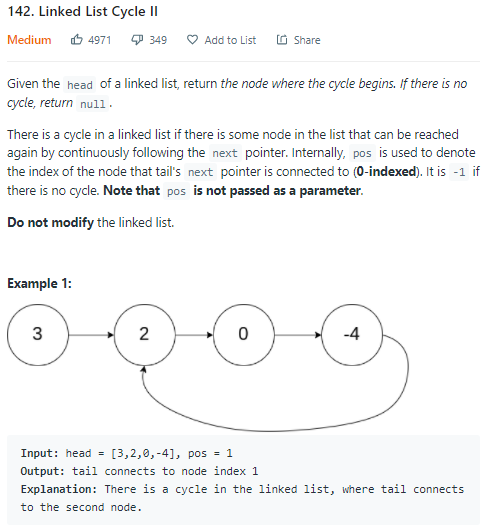 142. Linked List Cycle II
Medium 4971 349 Add to List Share
Given the head of a linked list, return the node where the cycle begins. If there is no
cycle, return null.
There is a cycle in a linked list if there is some node in the list that can be reached
again by continuously following the next pointer. Internally, pos is used to denote
the index of the node that tail's next pointer is connected to (0-indexed). It is -1 if
there is no cycle. Note that pos is not passed as a parameter.
Do not modify the linked list.
Example 1:
3 2 0 -4
Input: head = [3,2,0,-4], pos = 1
Output: tail connects to node index 1
Explanation: There is a cycle in the linked list, where tail connects
to the second node.